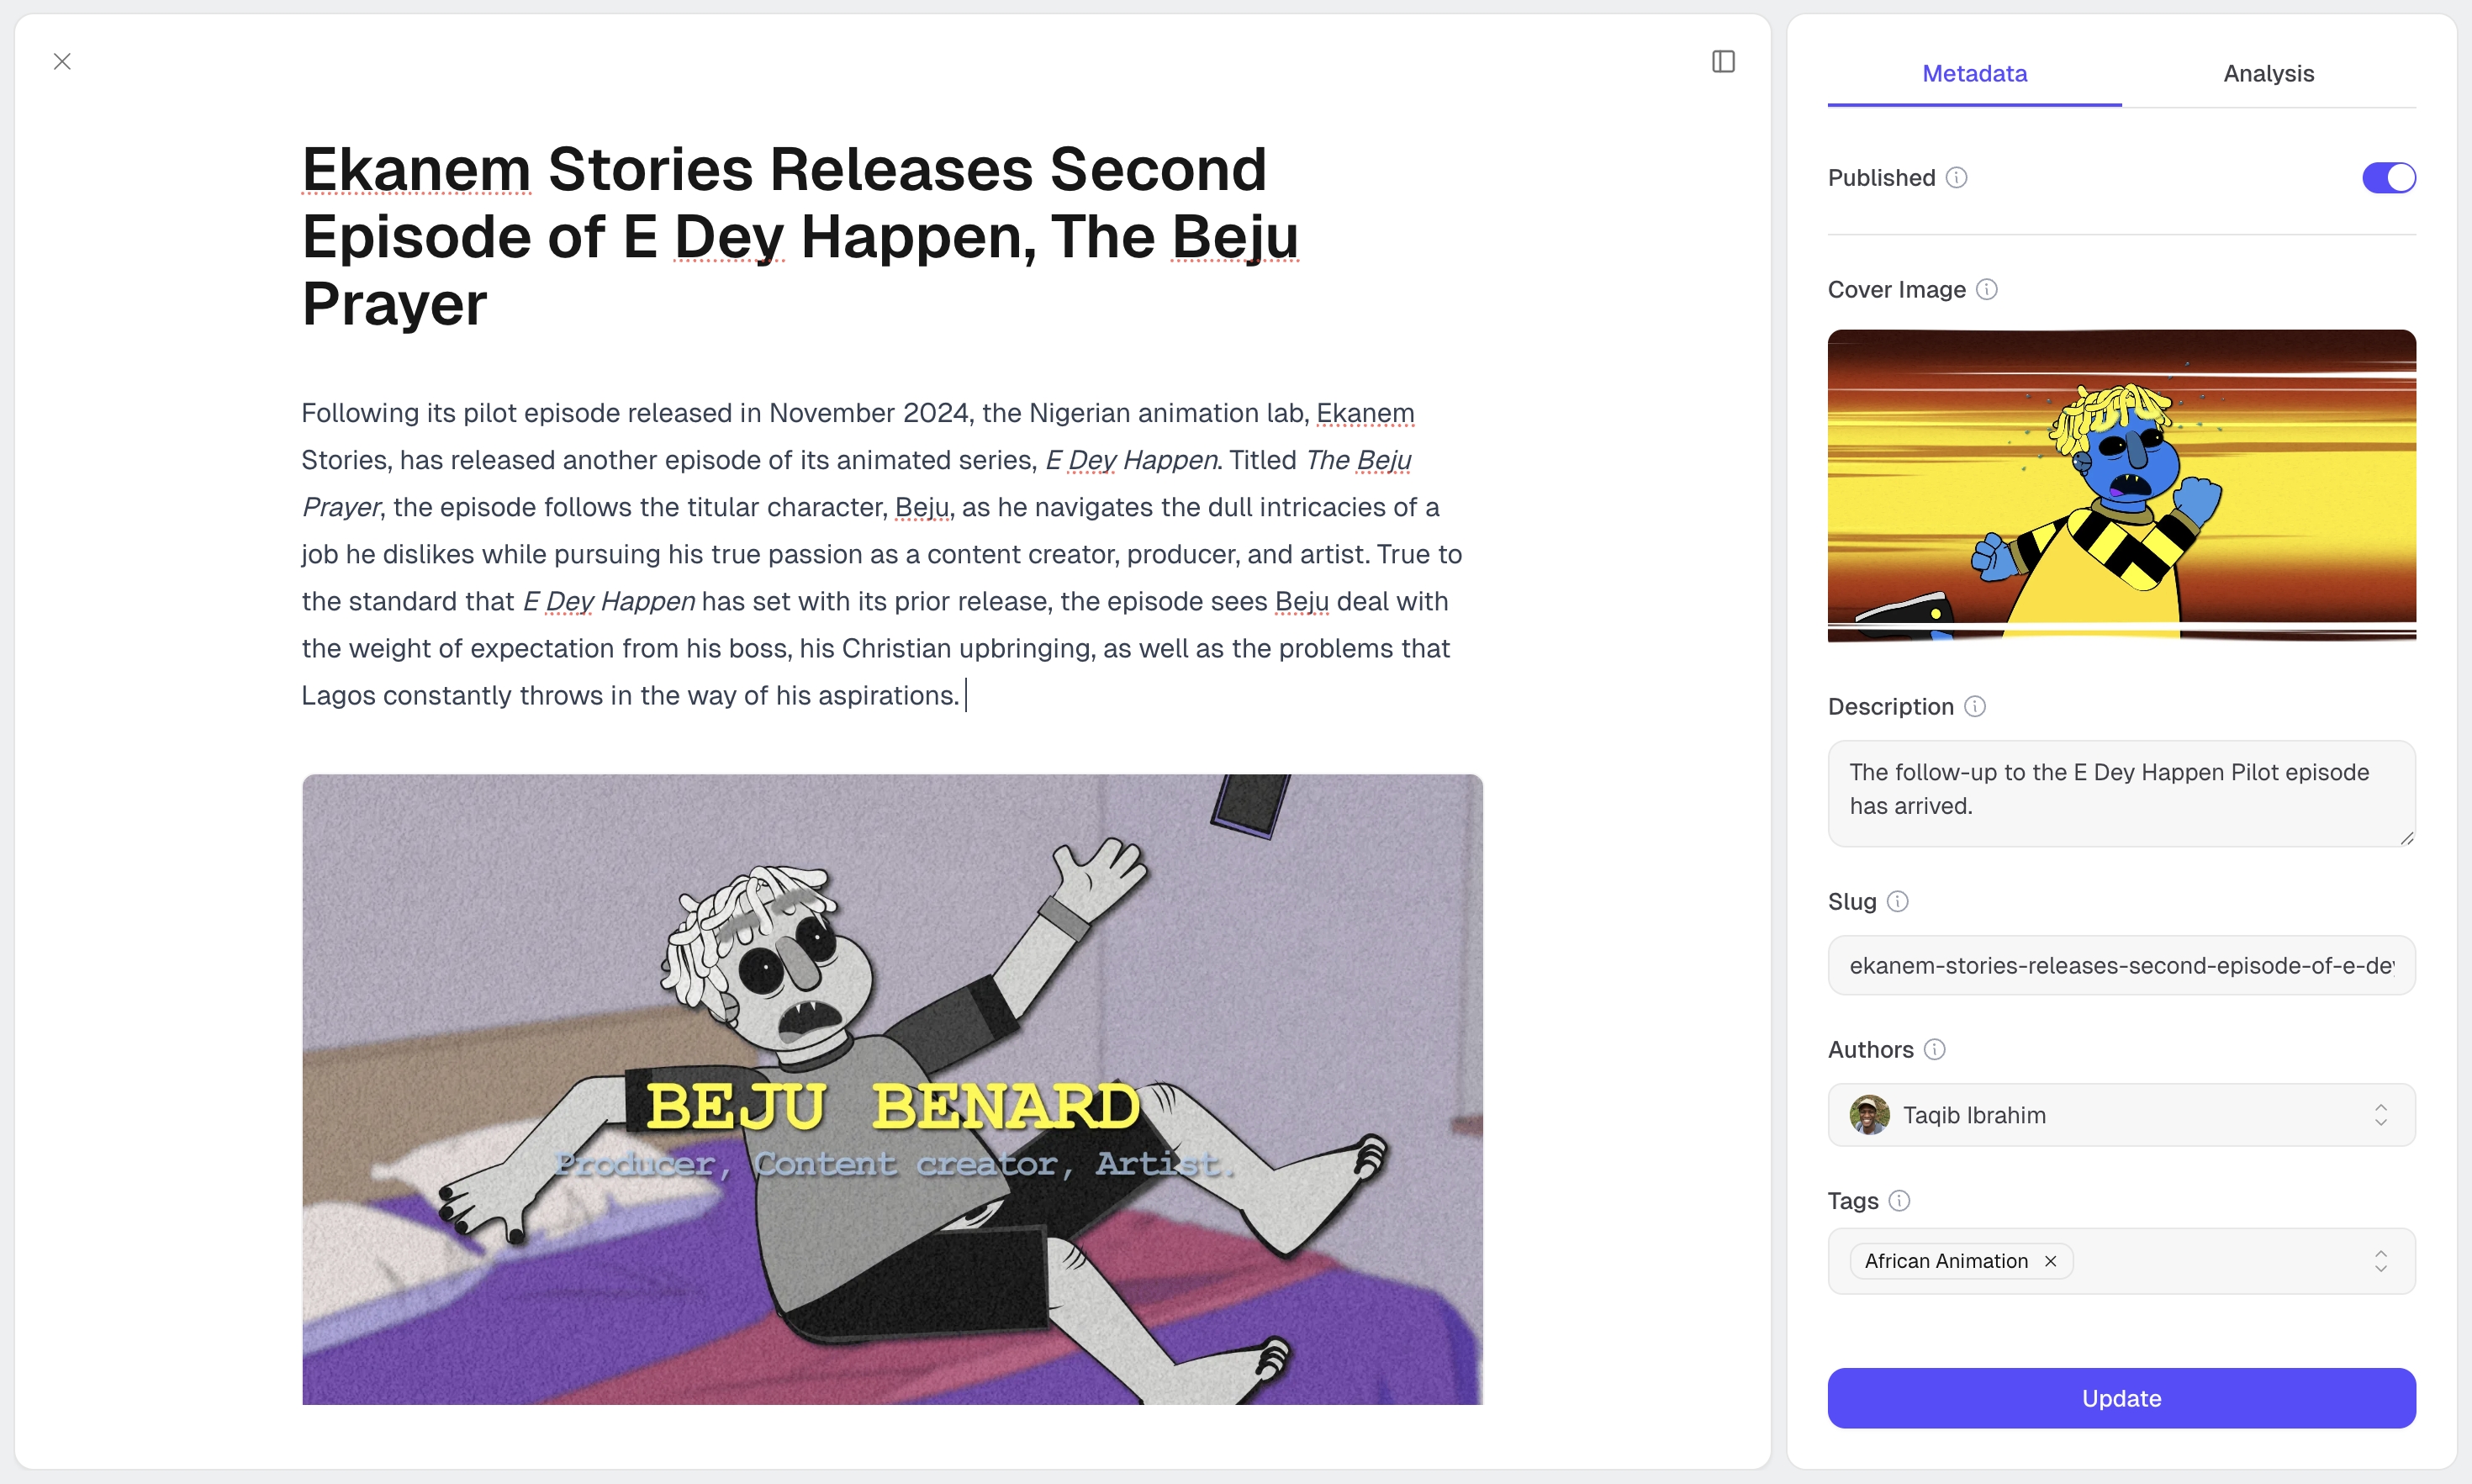 Ekanem Stories Releases Second
Episode of E Dey Happen, The Beju
Prayer
Following its pilot episode released in November 2024, the Nigerian animation lab, Ekanem
Stories, has released another episode of its animated series, E Dey Happen. Titled The Beju
Prayer, the episode follows the titular character, Beju, as he navigates the dull intricacies of a
job he dislikes while pursuing his true passion as a content creator, producer, and artist. True to
the standard that E Dey Happen has set with its prior release, the episode sees Beju deal with
the weight of expectation from his boss, his Christian upbringing, as well as the problems that
Lagos constantly throws in the way of his aspirations.
BEJU BENARD
Producer, Content creator, Artist.
Metadata
Analysis
Published
Cover Image
Description
The follow-up to the E Dey Happen Pilot episode
has arrived.
Slug
ekanem-stories-releases-second-episode-of-e-dey
Authors
Taqib Ibrahim
Tags
African Animation
Update